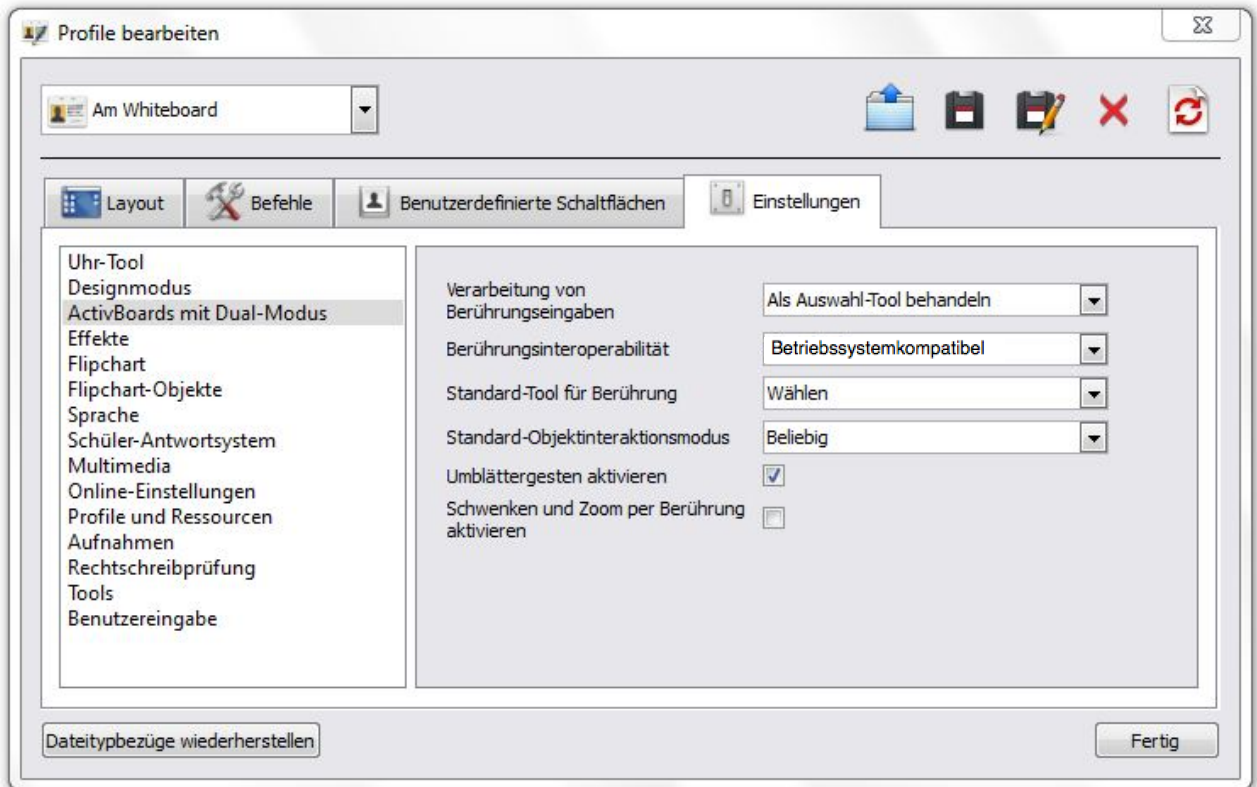 Profile bearbeiten
Am Whiteboard
Layout
Befehle
Benutzerdefinierte Schaltflächen
Einstellungen
Uhr-Tool
Designmodus
ActivBoards mit Dual-Modus
Effekte
Flipchart
Flipchart-Objekte
Sprache
Schüler-Antwortsystem
Multimedia
Online-Einstellungen
Profile und Ressourcen
Aufnahmen
Rechtschreibprüfung
Tools
Benutzereingabe
Verarbeitung von
Berührungseingaben
Als Auswahl-Tool behandeln
Berührungsinteroperabilität
Betriebssystemkompatibel
Standard-Tool für Berührung
Wählen
Standard-Objektinteraktionsmodus
Beliebig
Umblättergesten aktivieren
Schwenken und Zoom per Berührung
aktivieren
Dateitypbezüge wiederherstellen
Fertig